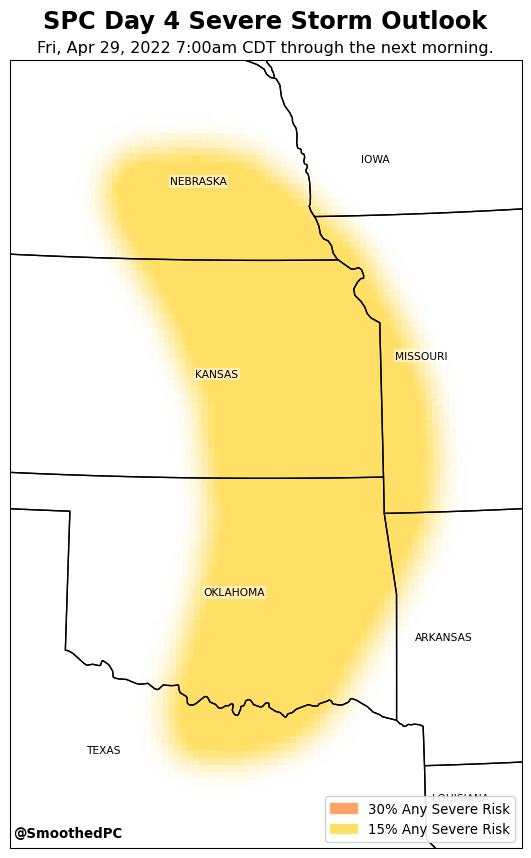 SPC Day 4 Severe Storm Outlook
Fri, Apr 29, 2022 7:00am CDT through the next morning.
IOWA
NEBRASKA
MISSOURI
KANSAS
OKLAHOMA
ARKANSAS
TEXAS
LOUISIANA
30% Any Severe Risk
15% Any Severe Risk
@SmoothedPC